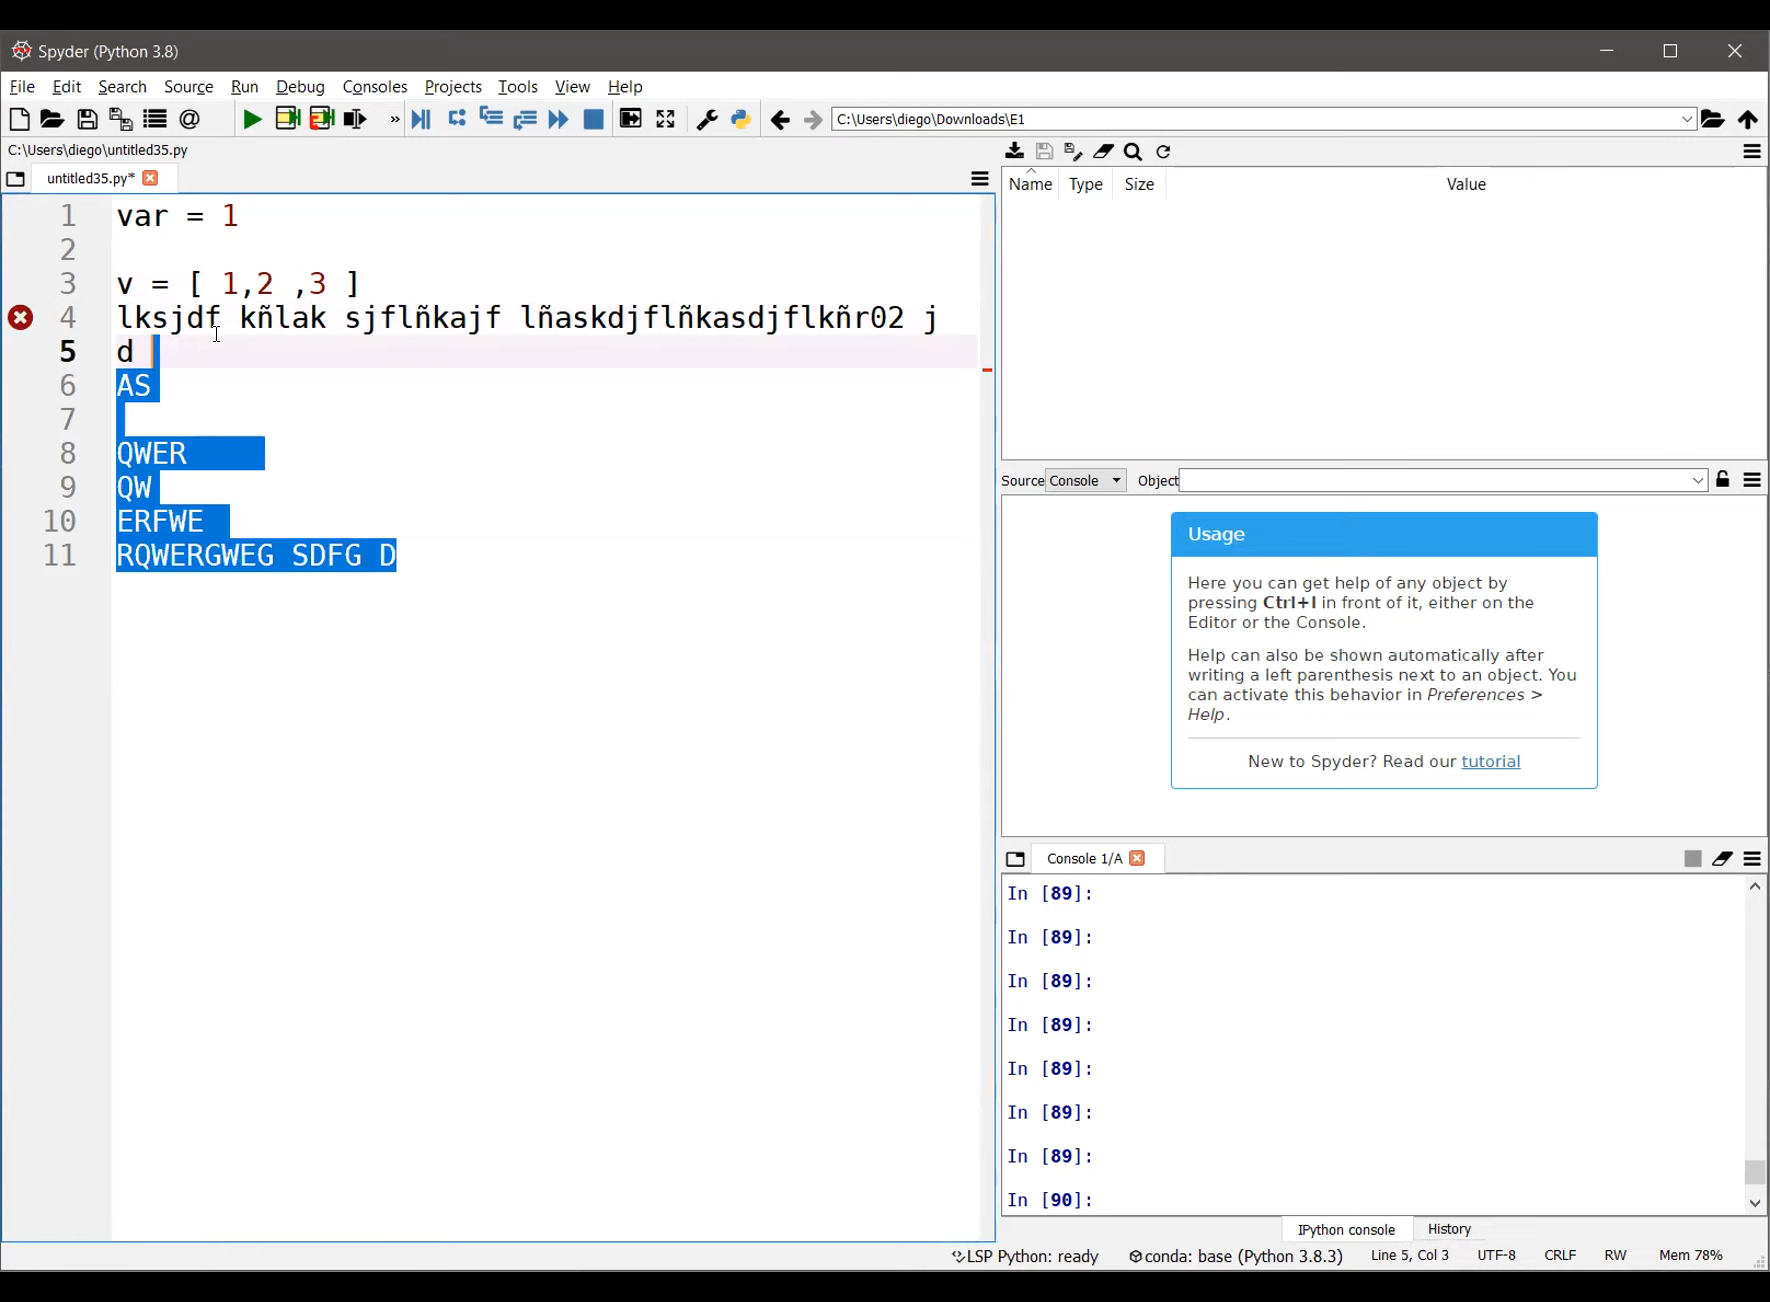 Spyder (Python 3.8)
File Edit Search Source Run Debug Consoles Projects Tools View Help
@ » C:\Users\diego\Downloads\E1
C:\Users\diego\untitled35.py
untitled35.py*
Name Type Size Value
1 var = 1
2
3 v = [ 1,2 ,3 ]
4 lksjdf kñlak sjflñkajf lñaskdjflñkasdjflkñr02 j
5 d
6 AS
7
8 QWER
9 QW
10 ERFWE
11 RQWERGWEG SDFG D
Source Console Object
Usage
Here you can get help of any object by
pressing Ctrl+I in front of it, either on the
Editor or the Console.
Help can also be shown automatically after
writing a left parenthesis next to an object. You
can activate this behavior in Preferences >
Help.
New to Spyder? Read our tutorial
Console 1/A
In [89]:
In [89]:
In [89]:
In [89]:
In [89]:
In [89]:
In [89]:
In [90]:
IPython console History
LSP Python: ready conda: base (Python 3.8.3) Line 5, Col 3 UTF-8 CRLF RW Mem 78%